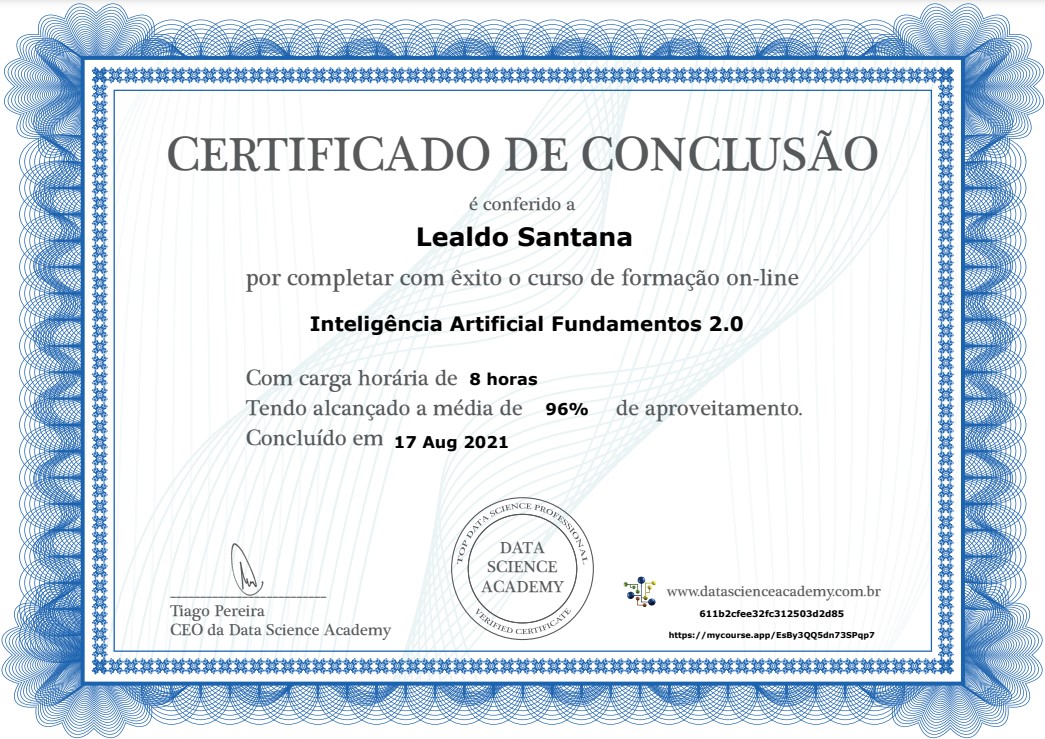 CERTIFICADO DE CONCLUSÃO
é conferido a
Lealdo Santana
por completar com êxito o curso de formação on-line
Inteligência Artificial Fundamentos 2.0
Com carga horária de 8 horas
Tendo alcançado a média de 96% de aproveitamento.
Concluído em 17 Aug 2021
TOP DATA SCIENCE PROFESSIONAL
DATA
SCIENCE
ACADEMY
VERIFIED CERTIFICATE
Tiago Pereira
CEO da Data Science Academy
www.datascienceacademy.com.br
611b2cfee32fc312503d2d85
https://mycourse.app/EsBy3QQ5dn73SPqp7